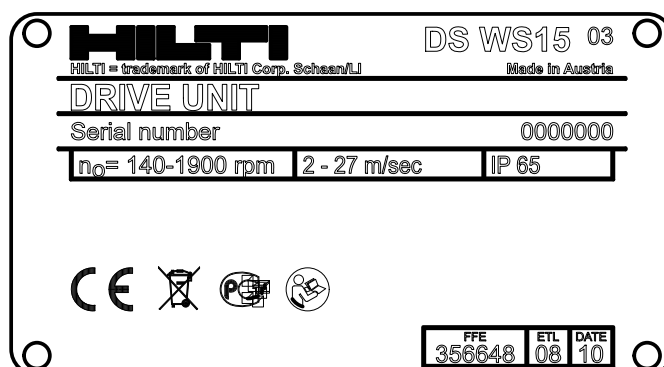 HILTI DS WS15 03
HILTI = trademark of HILTI Corp. Schaan/LI Made in Austria
DRIVE UNIT
Serial number 0000000
n₀= 140-1900 rpm 2 - 27 m/sec IP 65
CE
FFE ETL DATE
356648 08 10